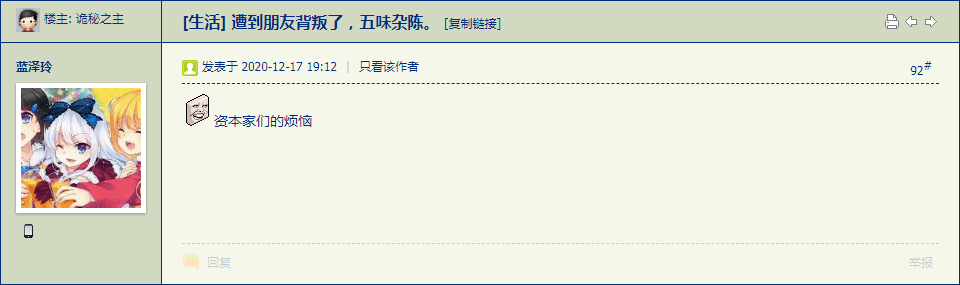 楼主: 诡秘之主
[生活] 遭到朋友背叛了，五味杂陈。 [复制链接]
蓝泽玲
发表于 2020-12-17 19:12 | 只看该作者
92#
资本家们的烦恼
回复
举报